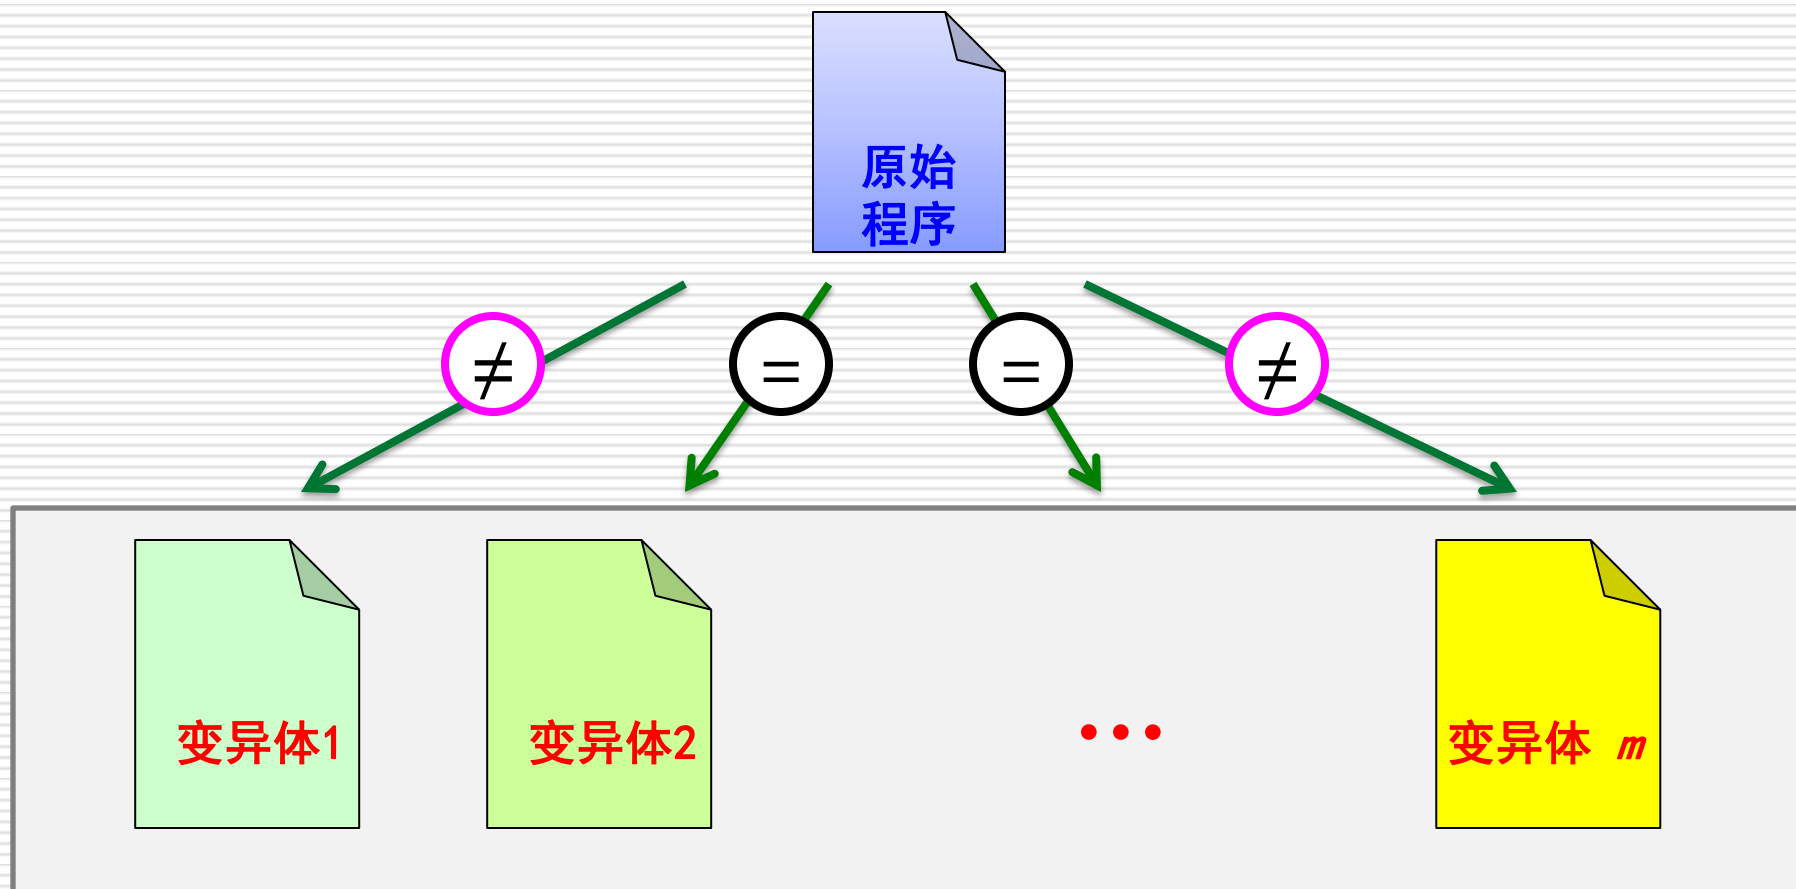 原始
程序
≠ = = ≠
变异体1 变异体2 ... 变异体 m